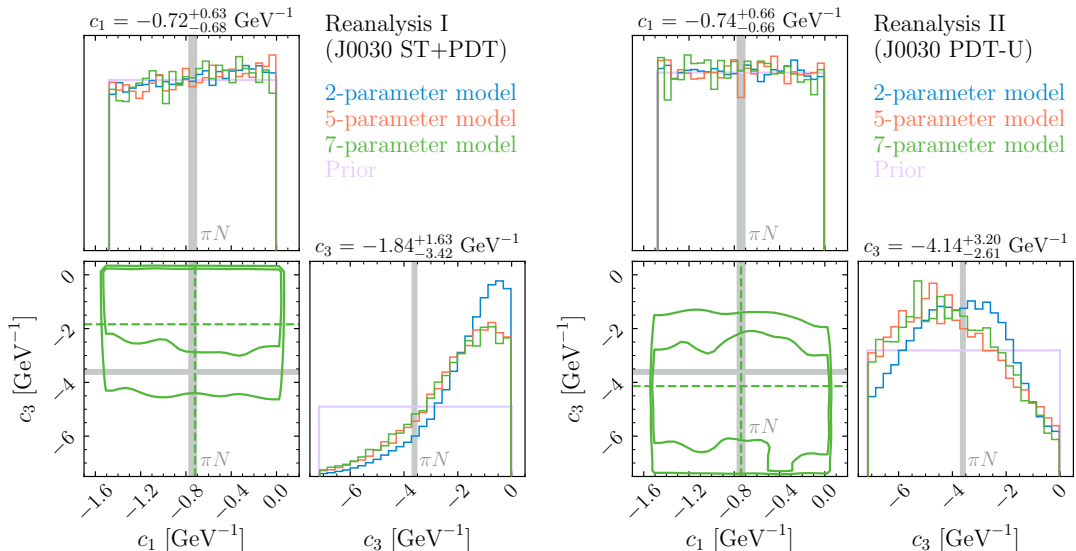 c₁ = −0.72⁺⁰·⁶³₋₀.₆₈ GeV⁻¹
Reanalysis I
(J0030 ST+PDT)
2-parameter model
5-parameter model
7-parameter model
Prior
πN
c₃ = −1.84⁺¹·⁶³₋₃.₄₂ GeV⁻¹
0
−2
−4
−6
c₃ [GeV⁻¹]
πN
πN
−1.6 −1.2 −0.8 −0.4 0.0
c₁ [GeV⁻¹]
−6 −4 −2 0
c₃ [GeV⁻¹]
c₁ = −0.74⁺⁰·⁶⁶₋₀.₆₆ GeV⁻¹
Reanalysis II
(J0030 PDT-U)
2-parameter model
5-parameter model
7-parameter model
Prior
πN
c₃ = −4.14⁺³·²⁰₋₂.₆₁ GeV⁻¹
0
−2
−4
−6
c₃ [GeV⁻¹]
πN
πN
−1.6 −1.2 −0.8 −0.4 0.0
c₁ [GeV⁻¹]
−6 −4 −2 0
c₃ [GeV⁻¹]